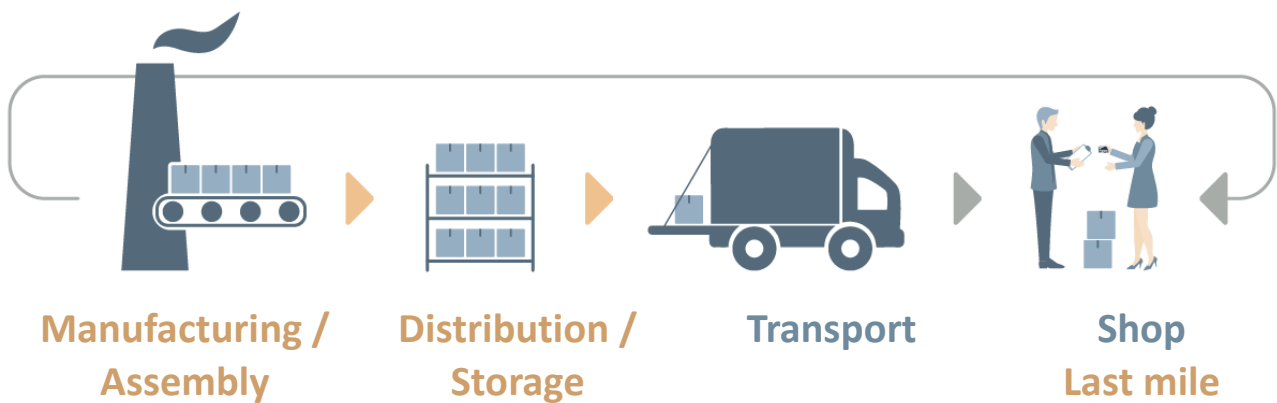 Manufacturing /
Assembly
Distribution /
Storage
Transport
Shop
Last mile